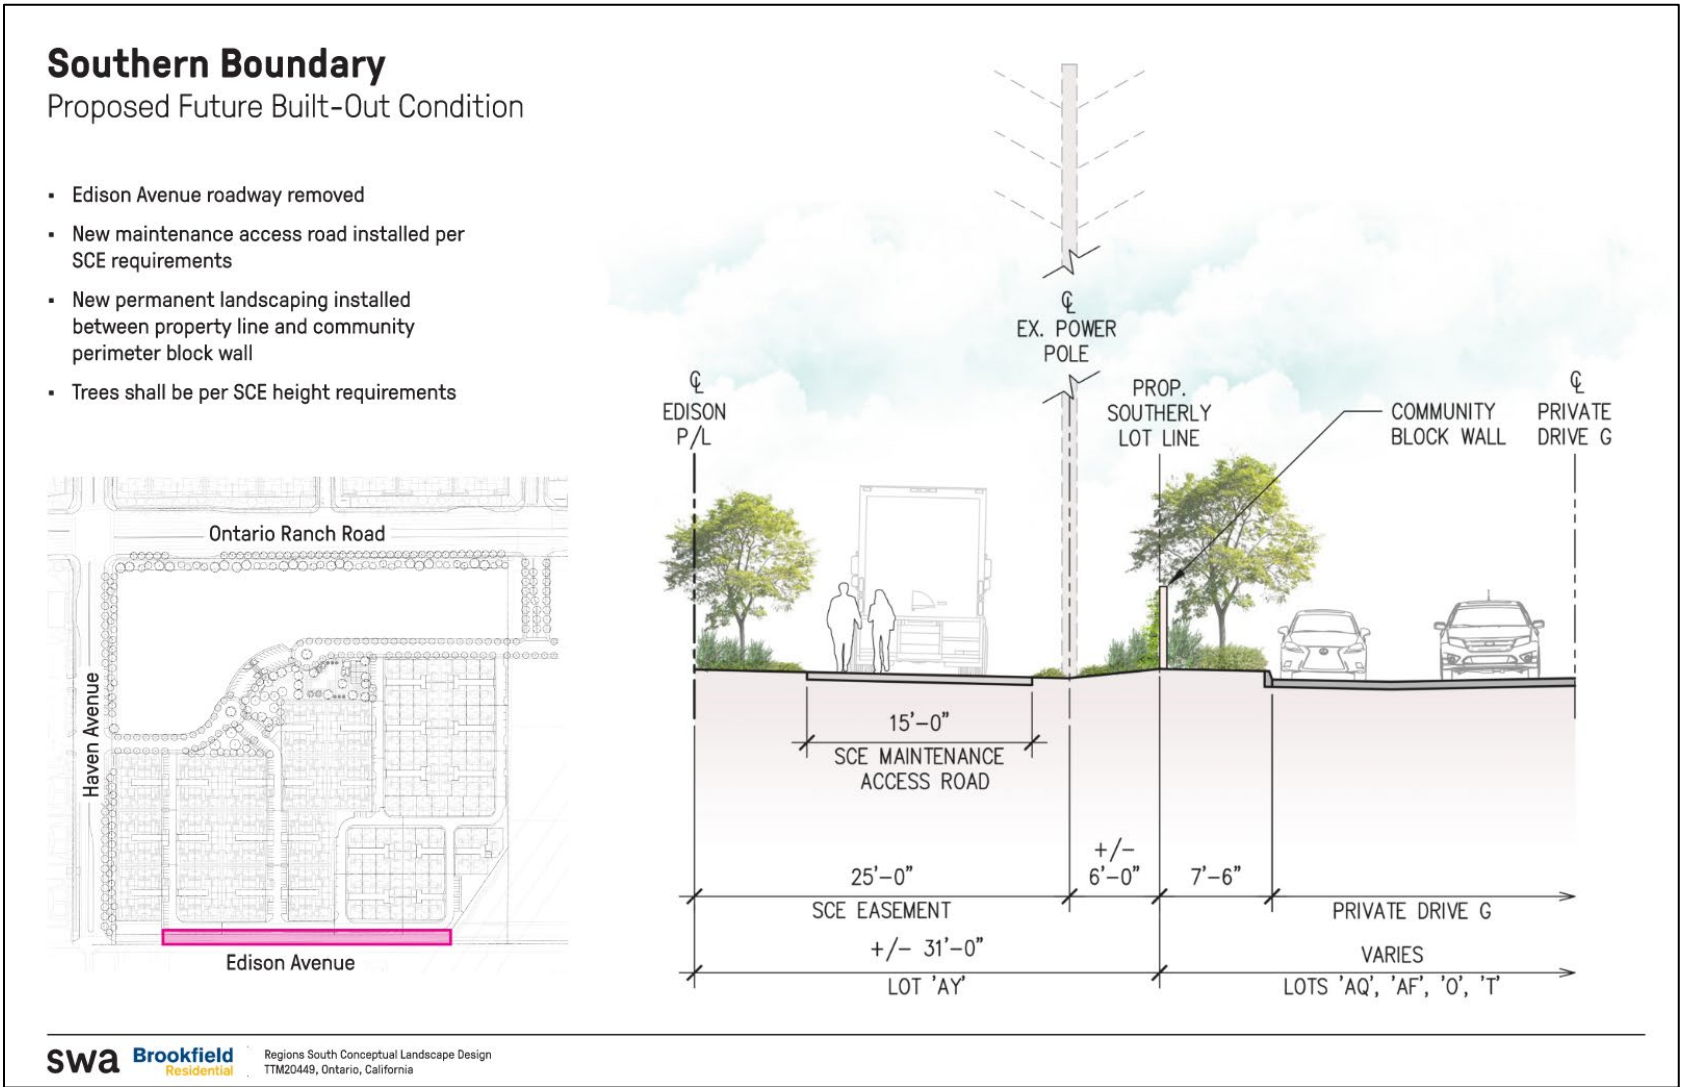 Southern Boundary
Proposed Future Built-Out Condition
▪ Edison Avenue roadway removed
▪ New maintenance access road installed per
SCE requirements
▪ New permanent landscaping installed
between property line and community
perimeter block wall
▪ Trees shall be per SCE height requirements
Ontario Ranch Road
Haven Avenue
Edison Avenue
℄
EX. POWER
POLE
℄
EDISON
P/L
PROP.
SOUTHERLY
LOT LINE
COMMUNITY
BLOCK WALL
℄
PRIVATE
DRIVE G
15'-0"
SCE MAINTENANCE
ACCESS ROAD
25'-0"
SCE EASEMENT
+/-
6'-0"
7'-6"
PRIVATE DRIVE G
+/- 31'-0"
LOT 'AY'
VARIES
LOTS 'AQ', 'AF', 'O', 'T'
swa
Brookfield
Residential
Regions South Conceptual Landscape Design
TTM20449, Ontario, California